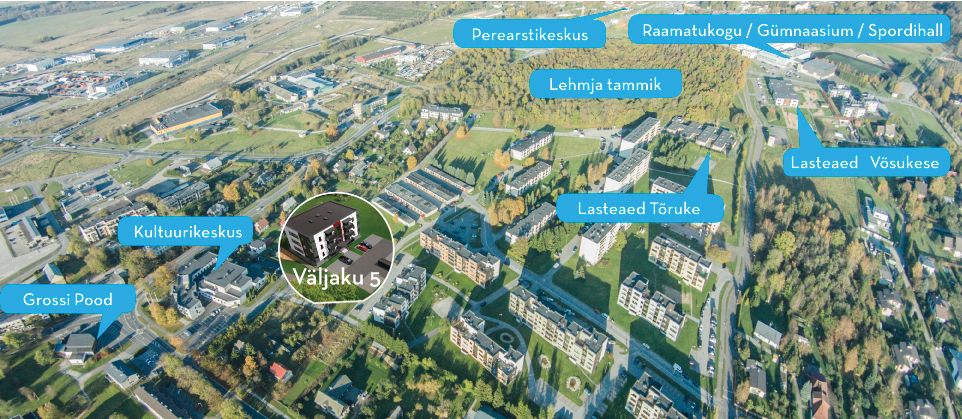 Perearstikeskus
Raamatukogu / Gümnaasium / Spordihall
Lehmja tammik
Lasteaed Võsukese
Lasteaed Tõruke
Kultuurikeskus
Väljaku 5
Grossi Pood